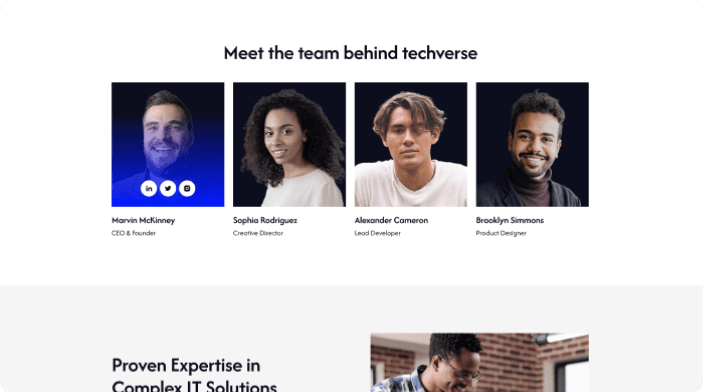 Meet the team behind techverse
Marvin McKinney
CEO & Founder
Sophia Rodriguez
Creative Director
Alexander Cameron
Lead Developer
Brooklyn Simmons
Product Designer
Proven Expertise in
Complex IT Solutions